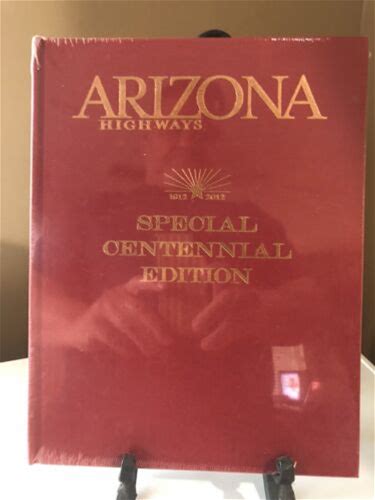 ARIZONA
HIGHWAYS
1912 2012
SPECIAL
CENTENNIAL
EDITION